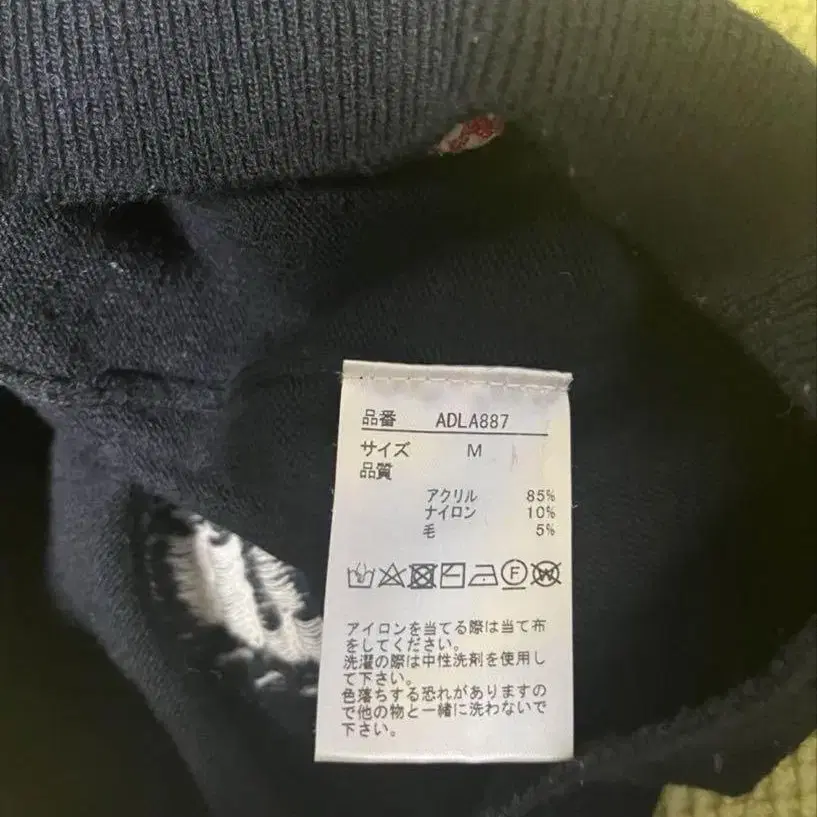 品番 ADLA887
サイズ M
品質
アクリル 85%
ナイロン 10%
毛 5%
F W
アイロンを当てる際は当て布
をしてください。
洗濯の際は中性洗剤を使用し
て下さい。
色落ちする恐れがありますの
で他の物と一緒に洗わないで
下さい。